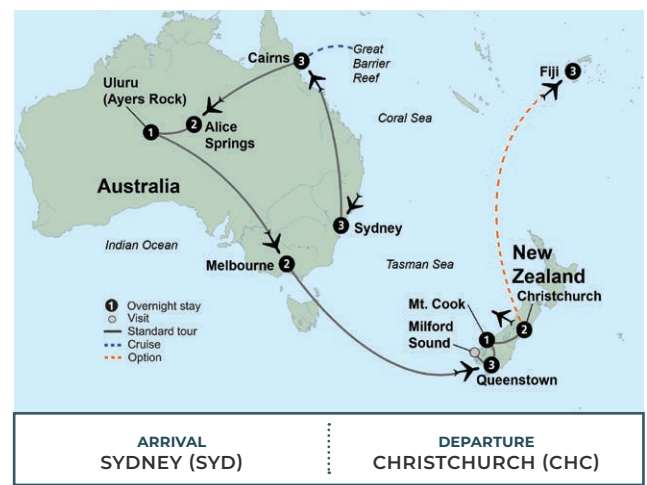 Cairns
3
Great
Barrier
Reef
Fiji
3
Uluru
(Ayers Rock)
1
2
Alice
Springs
Coral Sea
Australia
3
Sydney
Indian Ocean
Melbourne
2
Tasman Sea
New
Zealand
Christchurch
2
Mt. Cook
1
Milford
Sound
3
Queenstown
1 Overnight stay
Visit
Standard tour
Cruise
Option
ARRIVAL
SYDNEY (SYD)
DEPARTURE
CHRISTCHURCH (CHC)